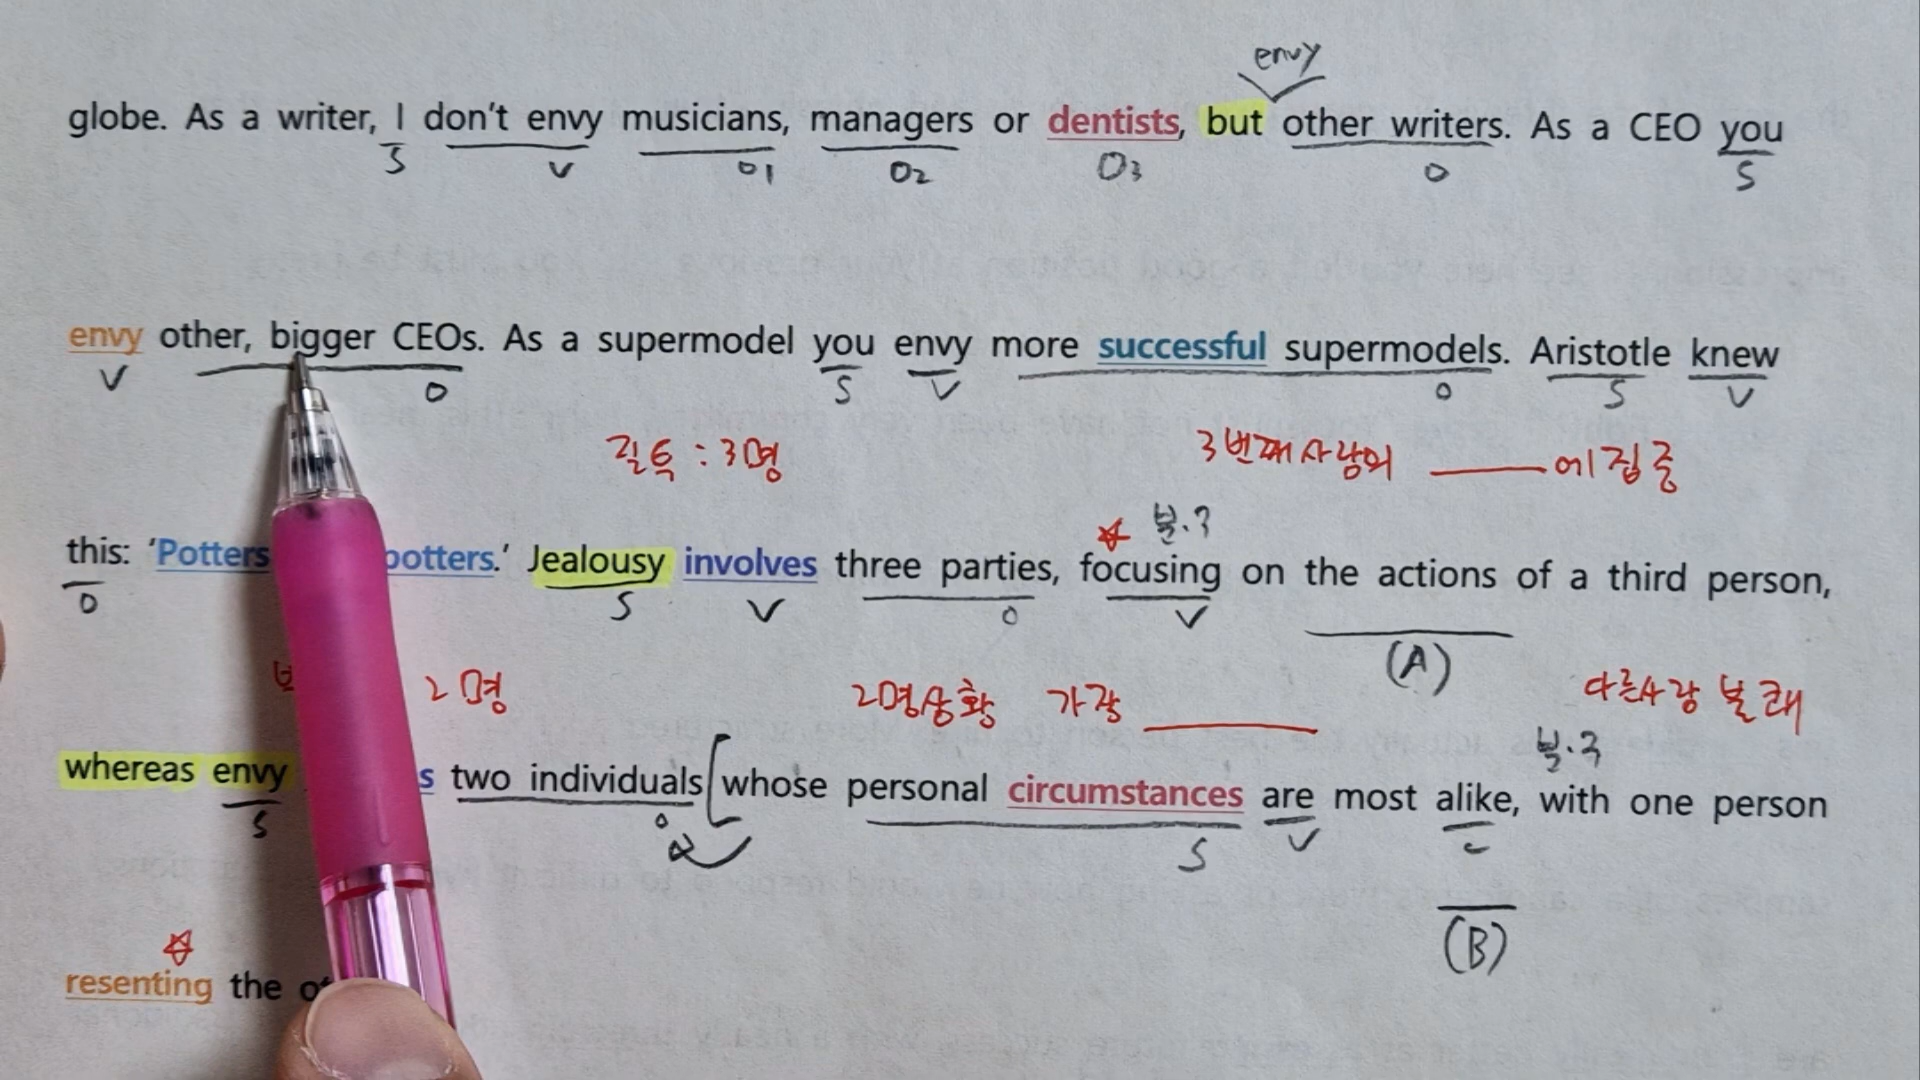 envy
globe. As a writer, I don't envy musicians, managers or dentists, but other writers. As a CEO you
S V O1 O2 O3 O S
envy other, bigger CEOs. As a supermodel you envy more successful supermodels. Aristotle knew
V O S V O S V
질투 : 3명 3번째 사람의 에 집중
분.구
this: 'Potters potters.' Jealousy involves three parties, focusing on the actions of a third person,
O S V O V
(A)
2명 2명상황 가장 다른사람 불쾌
분.구
whereas envy s two individuals [whose personal circumstances are most alike, with one person
S O S V C
(B)
resenting the